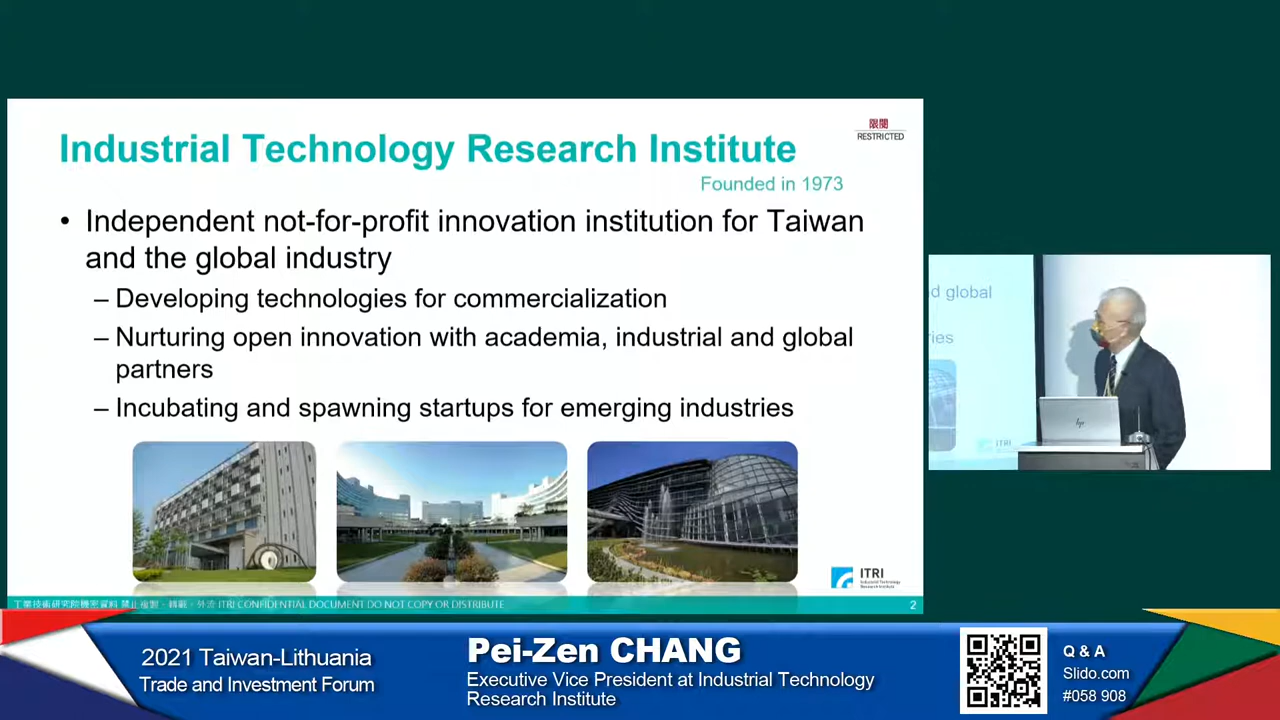 限閱
RESTRICTED
Industrial Technology Research Institute
Founded in 1973
• Independent not-for-profit innovation institution for Taiwan
and the global industry
– Developing technologies for commercialization
– Nurturing open innovation with academia, industrial and global
partners
– Incubating and spawning startups for emerging industries
ITRI
Industrial Technology
Research Institute
工業技術研究院機密資料 禁止複製、轉載、外流 ITRI CONFIDENTIAL DOCUMENT DO NOT COPY OR DISTRIBUTE
2
d global
ries
ITRI
hp
2021 Taiwan-Lithuania
Trade and Investment Forum
Pei-Zen CHANG
Executive Vice President at Industrial Technology
Research Institute
Q & A
Slido.com
#058 908